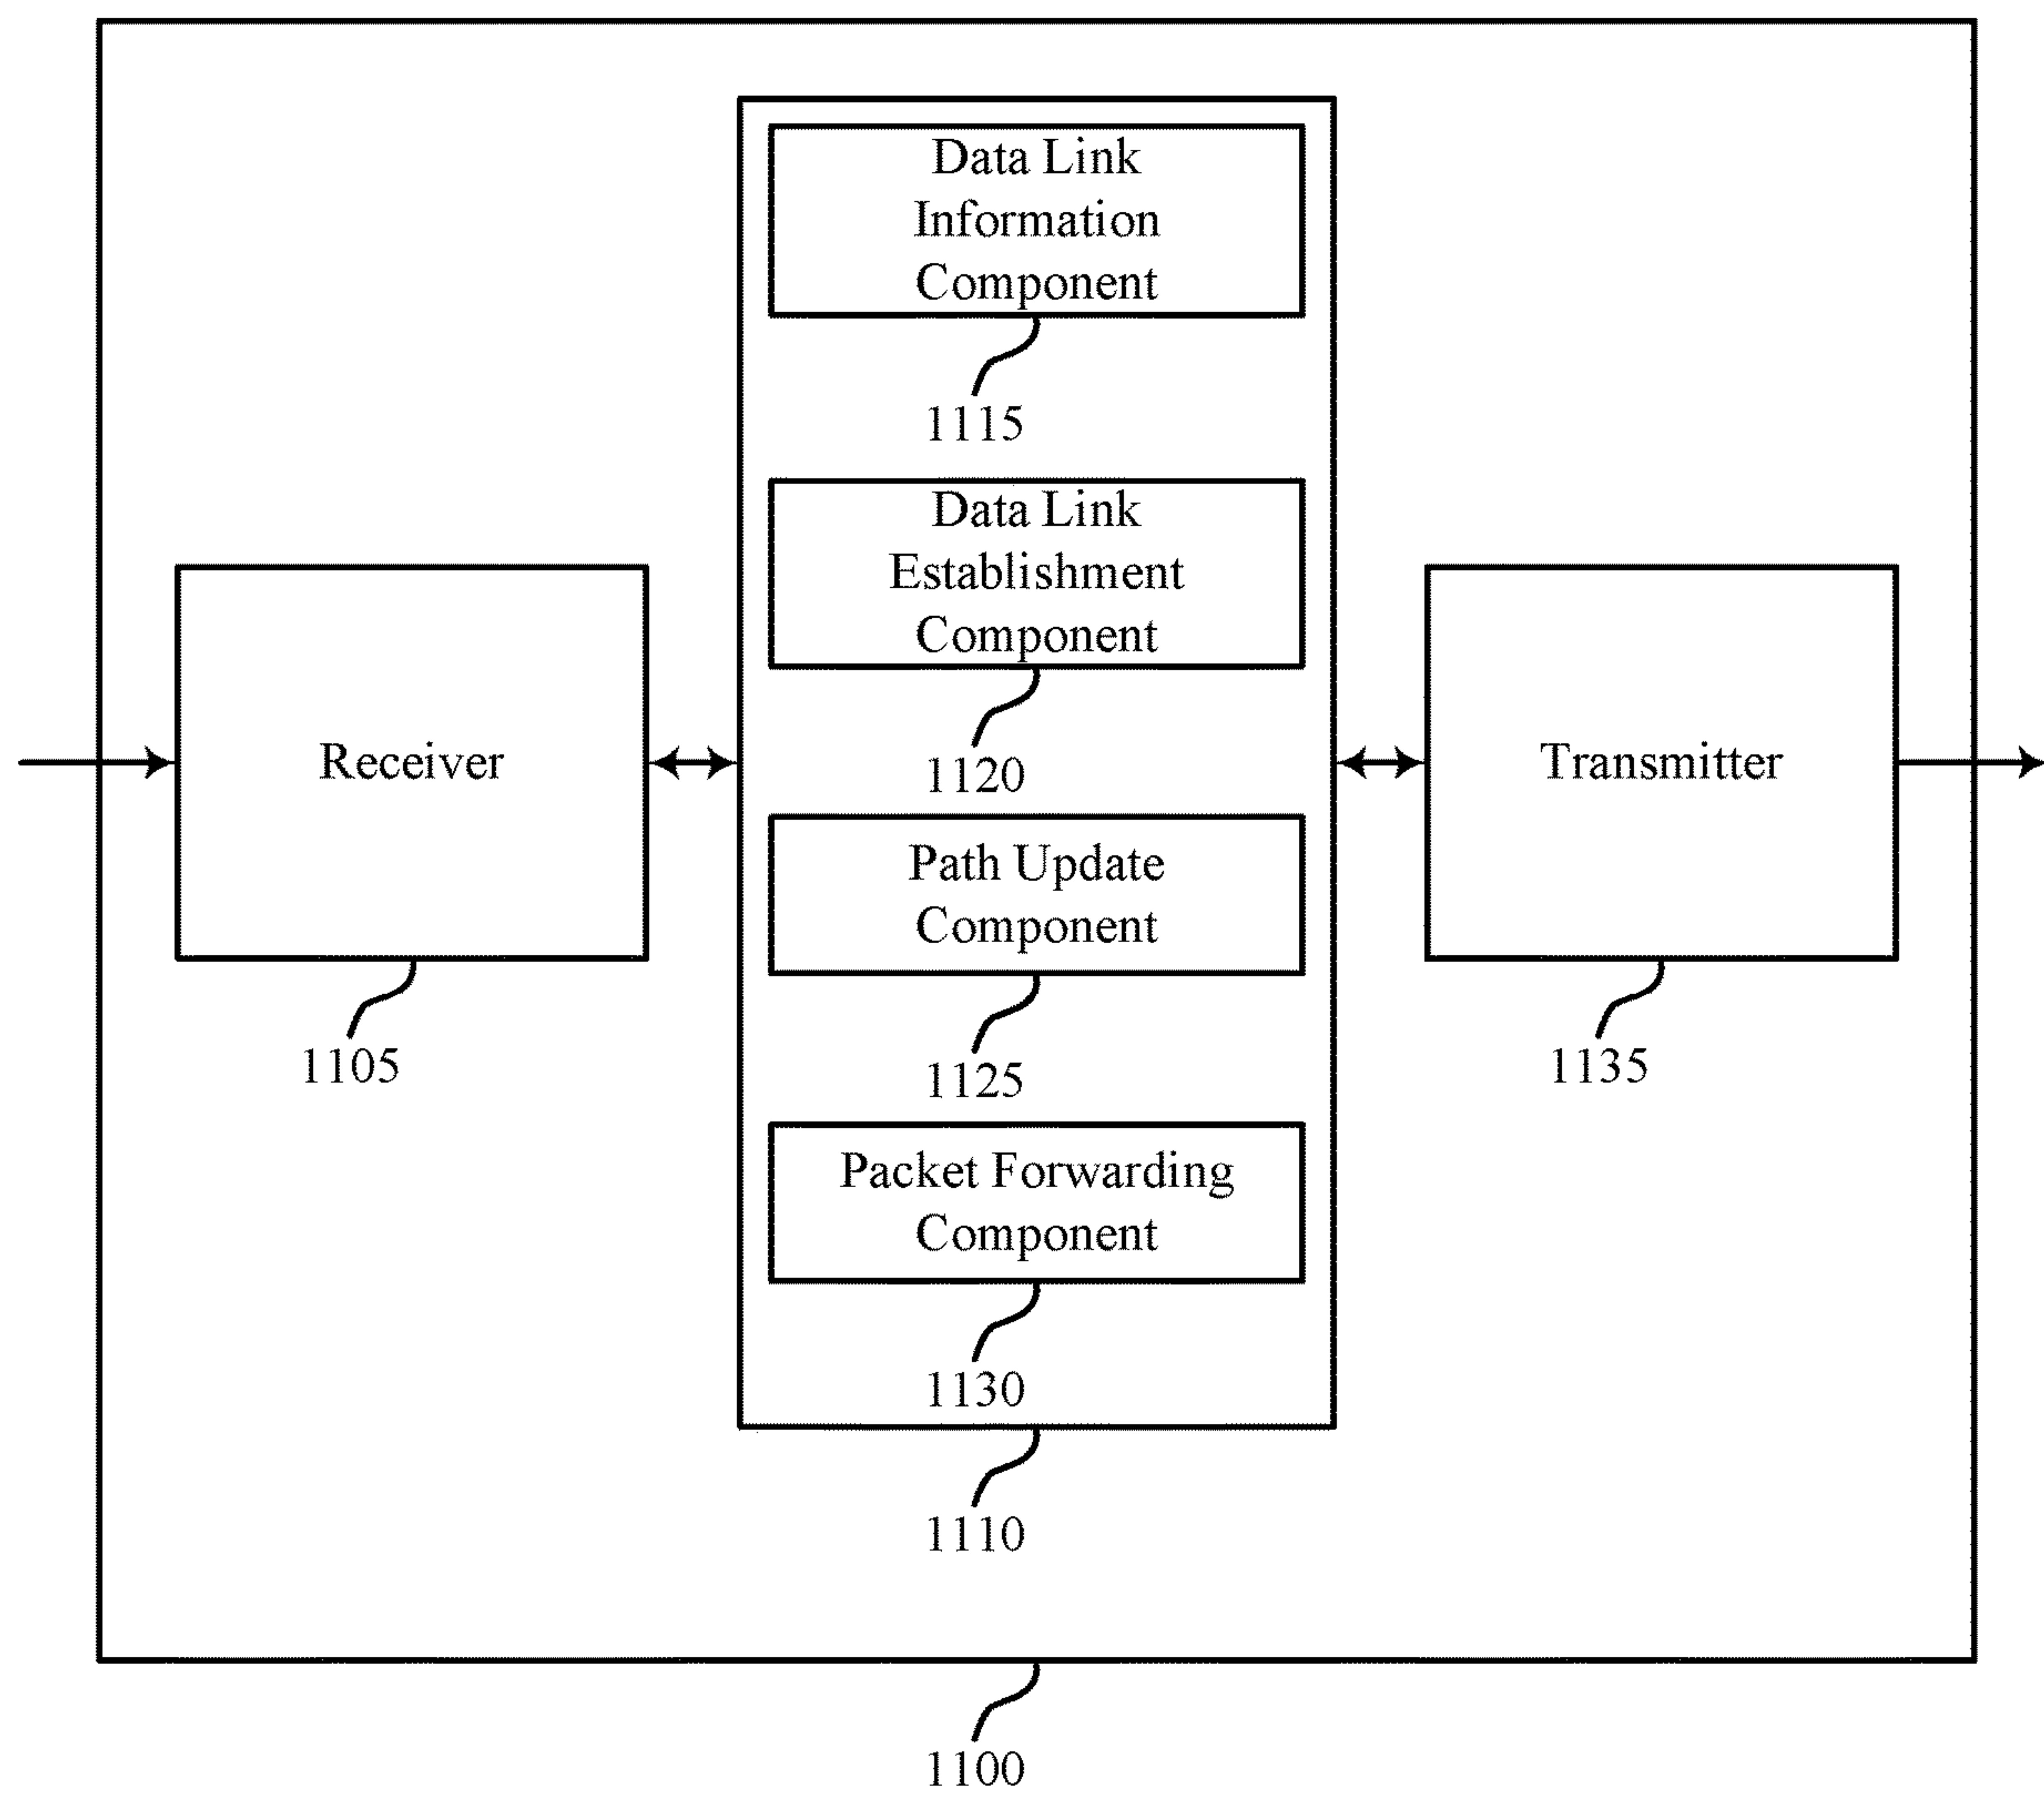 Data Link
Information
Component
1115
Data Link
Establishment
Component
1120
Receiver
1105
Path Update
Component
1125
Transmitter
1135
Packet Forwarding
Component
1130
1110
1100